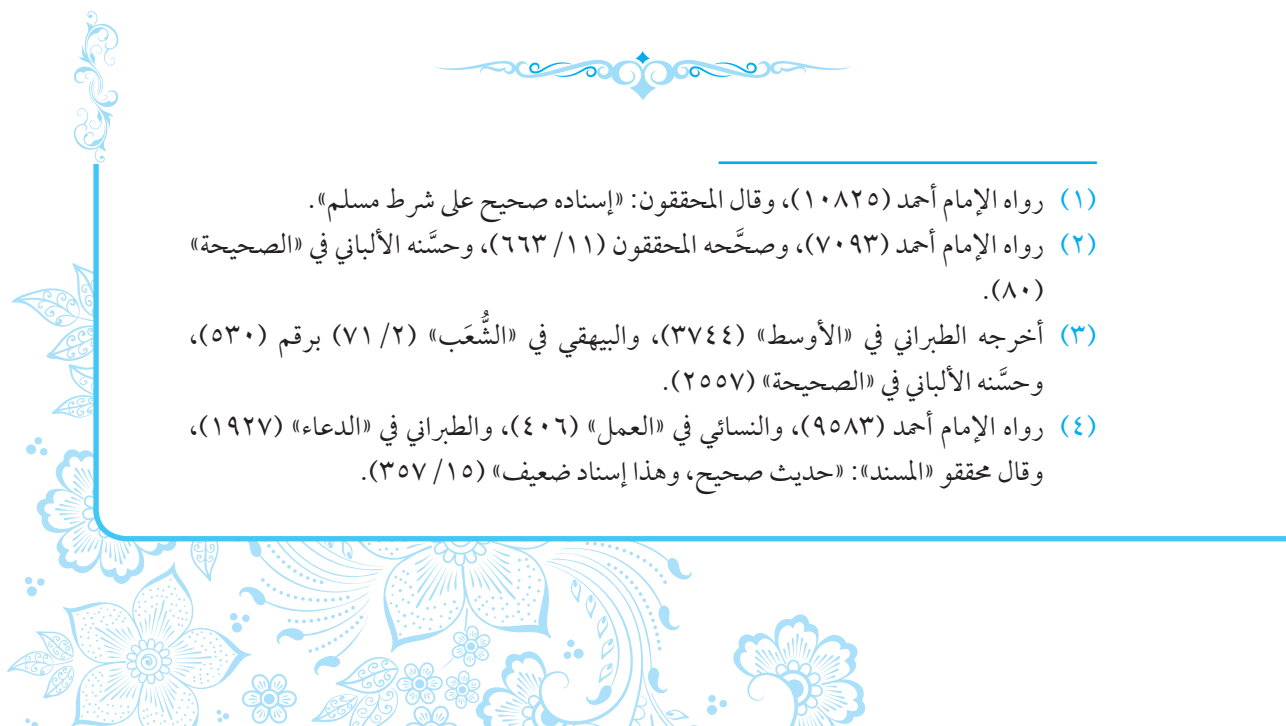 (١) رواه الإمام أحمد (١٠٨٢٥)، وقال المحققون: «إسناده صحيح على شرط مسلم».
(٢) رواه الإمام أحمد (٧٠٩٣)، وصحَّحه المحققون (١١/ ٦٦٣)، وحسَّنه الألباني في «الصحيحة»
(٨٠).
(٣) أخرجه الطبراني في «الأوسط» (٣٧٤٤)، والبيهقي في «الشُّعَب» (٢/ ٧١) برقم (٥٣٠)،
وحسَّنه الألباني في «الصحيحة» (٢٥٥٧).
(٤) رواه الإمام أحمد (٩٥٨٣)، والنسائي في «العمل» (٤٠٦)، والطبراني في «الدعاء» (١٩٢٧)،
وقال محققو «المسند»: «حديث صحيح، وهذا إسناد ضعيف» (١٥/ ٣٥٧).